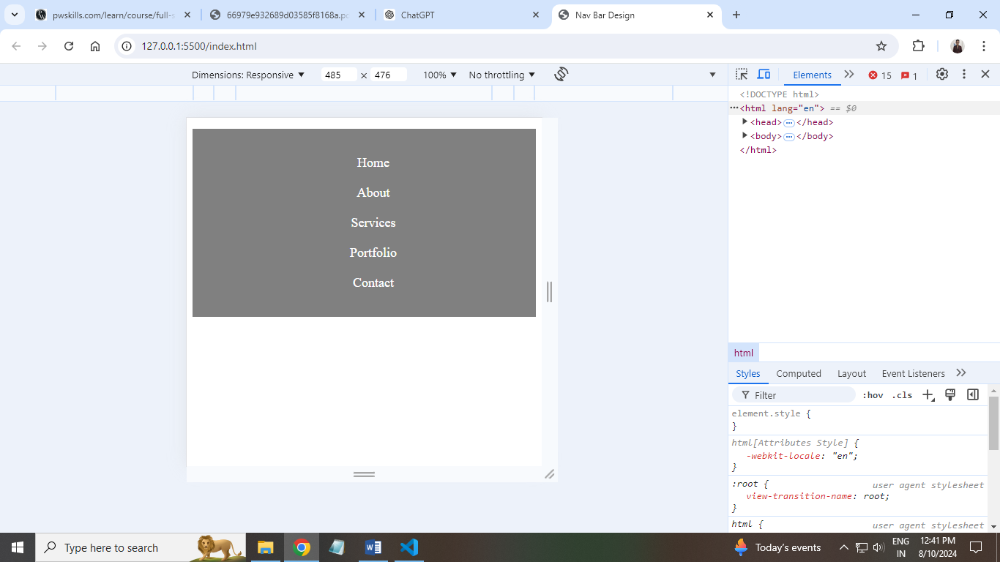 pwskills.com/learn/course/full-s
66979e932689d03585f8168a.pc
ChatGPT
Nav Bar Design
127.0.0.1:5500/index.html
Dimensions: Responsive 485 × 476 100% No throttling
Elements 15 1
<!DOCTYPE html>
<html lang="en"> == $0
<head> ⋯ </head>
<body> ⋯ </body>
</html>
Home
About
Services
Portfolio
Contact
html
Styles Computed Layout Event Listeners
Filter :hov .cls
element.style {
}
html[Attributes Style] {
-webkit-locale: "en";
}
:root { user agent stylesheet
view-transition-name: root;
}
html { user agent stylesheet
Type here to search
Today's events
ENG
IN
12:41 PM
8/10/2024